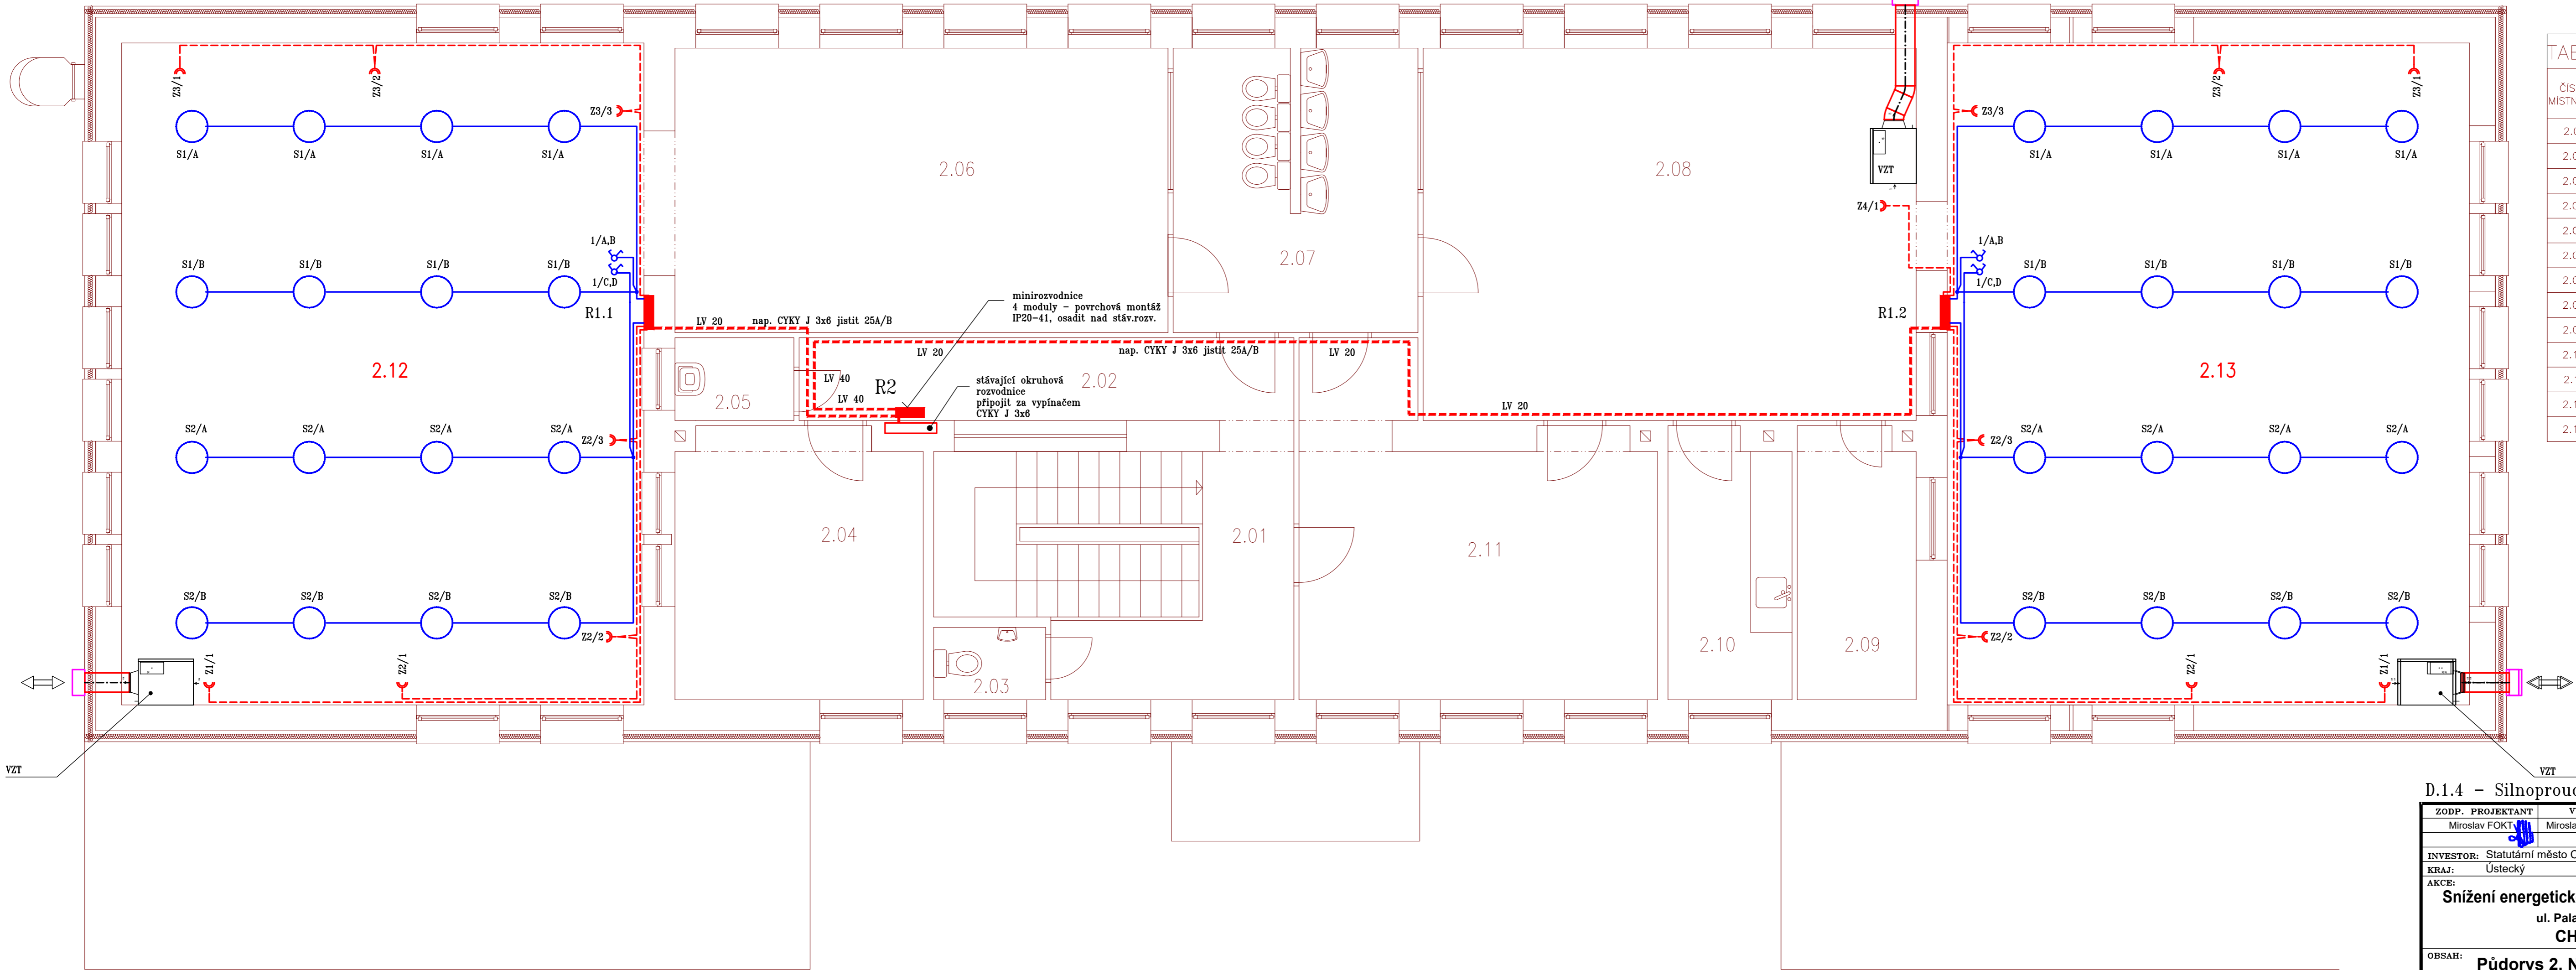 Z3/1
Z3/2
Z3/3
S1/A
S1/A
S1/A
S1/A
1/A,B
S1/B
S1/B
S1/B
S1/B
1/C,D
R1.1
2.12
S2/A
S2/A
S2/A
S2/A
Z2/3
S2/B
S2/B
S2/B
S2/B
Z2/2
Z1/1
Z2/1
VZT
2.06
2.07
2.08
VZT
Z4/1
minirozvodnice
4 moduly – povrchová montáž
IP20-41, osadit nad stáv.rozv.
LV 20
nap. CYKY J 3x6 jistit 25A/B
LV 20
nap. CYKY J 3x6 jistit 25A/B
LV 20
LV 40
LV 40
R2
2.02
stávající okruhová
rozvodnice
připojit za vypínačem
CYKY J 3x6
2.05
LV 20
2.04
2.01
2.11
2.03
2.10
2.09
Z3/2
Z3/1
Z3/3
S1/A
S1/A
S1/A
S1/A
1/A,B
S1/B
S1/B
S1/B
S1/B
1/C,D
R1.2
2.13
S2/A
S2/A
S2/A
S2/A
Z2/3
S2/B
S2/B
S2/B
S2/B
Z2/2
Z2/1
Z1/1
VZT
D.1.4 – Silnoprou
ZODP. PROJEKTANT
Miroslav FOKT
INVESTOR: Statutární město
KRAJ: Ústecký
AKCE:
Snížení energetick
ul. Pala
CH
OBSAH: Půdorys 2. N